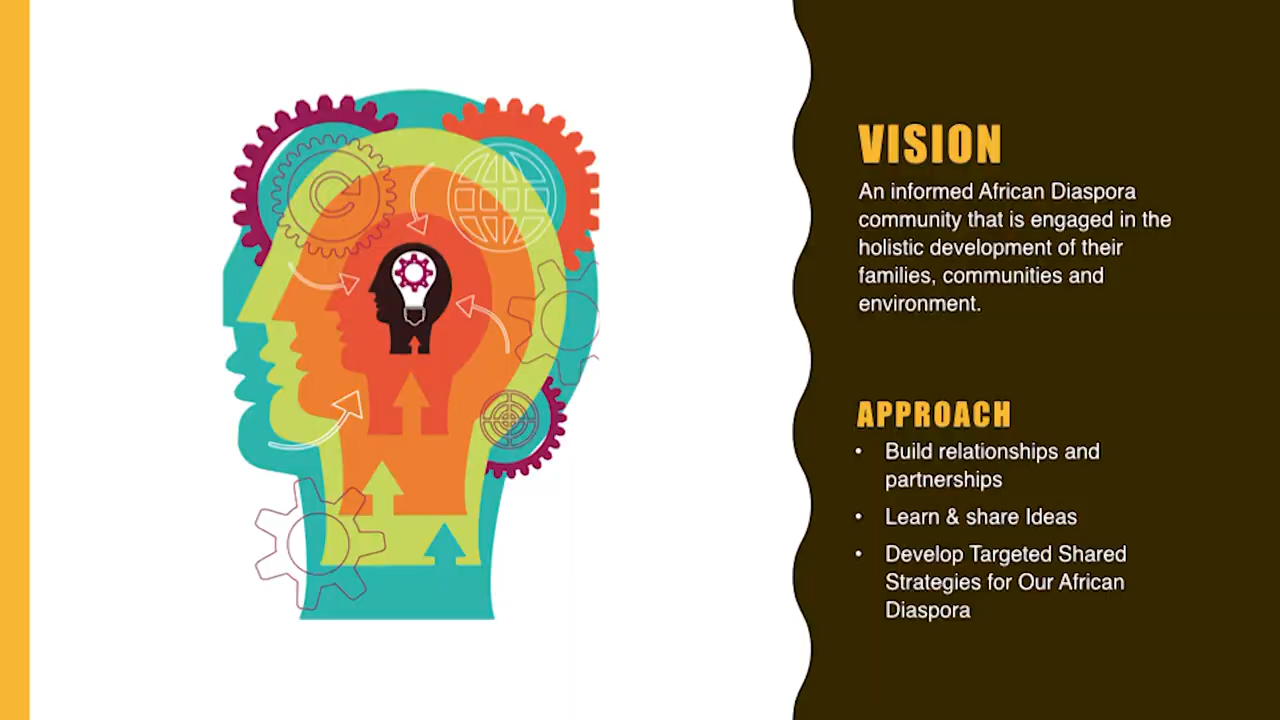 VISION
An informed African Diaspora
community that is engaged in the
holistic development of their
families, communities and
environment.
APPROACH
• Build relationships and
partnerships
• Learn & share Ideas
• Develop Targeted Shared
Strategies for Our African
Diaspora